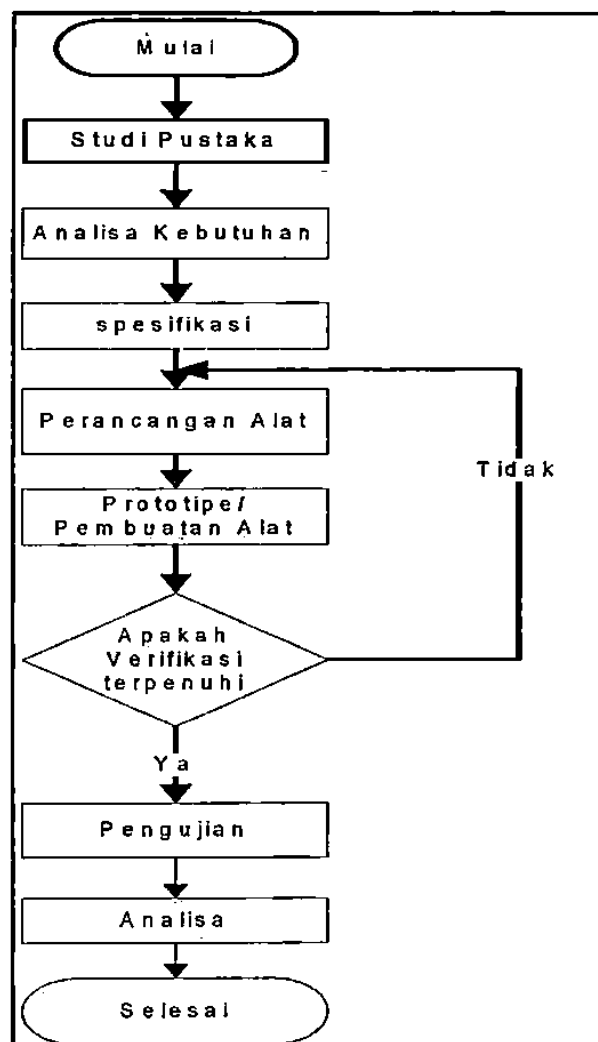 Mulai
Studi Pustaka
Analisa Kebutuhan
spesifikasi
Perancangan Alat
Tidak
Prototipe/
Pembuatan Alat
Apakah
Verifikasi
terpenuhi
Ya
Pengujian
Analisa
Selesai